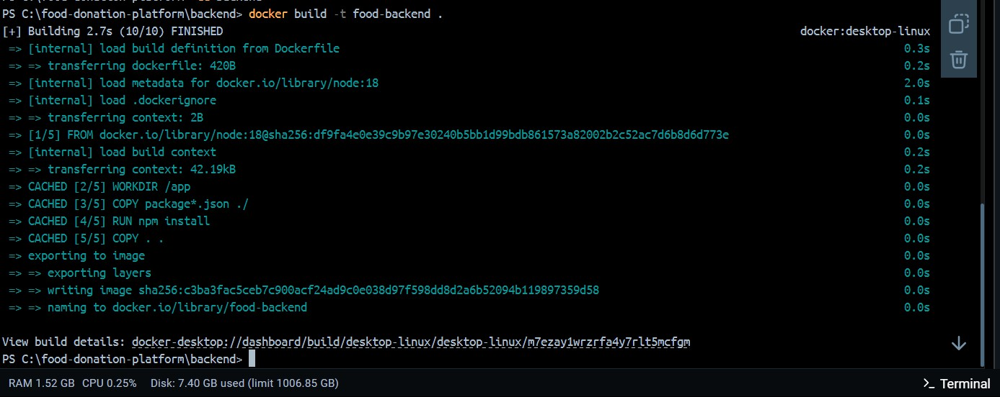 PS C:\food-donation-platform\backend> docker build -t food-backend .
[+] Building 2.7s (10/10) FINISHED docker:desktop-linux
=> [internal] load build definition from Dockerfile 0.3s
=> => transferring dockerfile: 420B 0.2s
=> [internal] load metadata for docker.io/library/node:18 2.0s
=> [internal] load .dockerignore 0.1s
=> => transferring context: 2B 0.0s
=> [1/5] FROM docker.io/library/node:18@sha256:df9fa4e0e39c9b97e30240b5bb1d99bdb861573a82002b2c52ac7d6b8d6d773e 0.0s
=> [internal] load build context 0.2s
=> => transferring context: 42.19kB 0.2s
=> CACHED [2/5] WORKDIR /app 0.0s
=> CACHED [3/5] COPY package*.json ./ 0.0s
=> CACHED [4/5] RUN npm install 0.0s
=> CACHED [5/5] COPY . . 0.0s
=> exporting to image 0.0s
=> => exporting layers 0.0s
=> => writing image sha256:c3ba3fac5ceb7c900acf24ad9c0e038d97f598dd8d2a6b52094b119897359d58 0.0s
=> => naming to docker.io/library/food-backend 0.0s
View build details: docker-desktop://dashboard/build/desktop-linux/desktop-linux/m7ezay1wrzrfa4y7rlt5mcfgm
PS C:\food-donation-platform\backend>
RAM 1.52 GB CPU 0.25% Disk: 7.40 GB used (limit 1006.85 GB) >_ Terminal